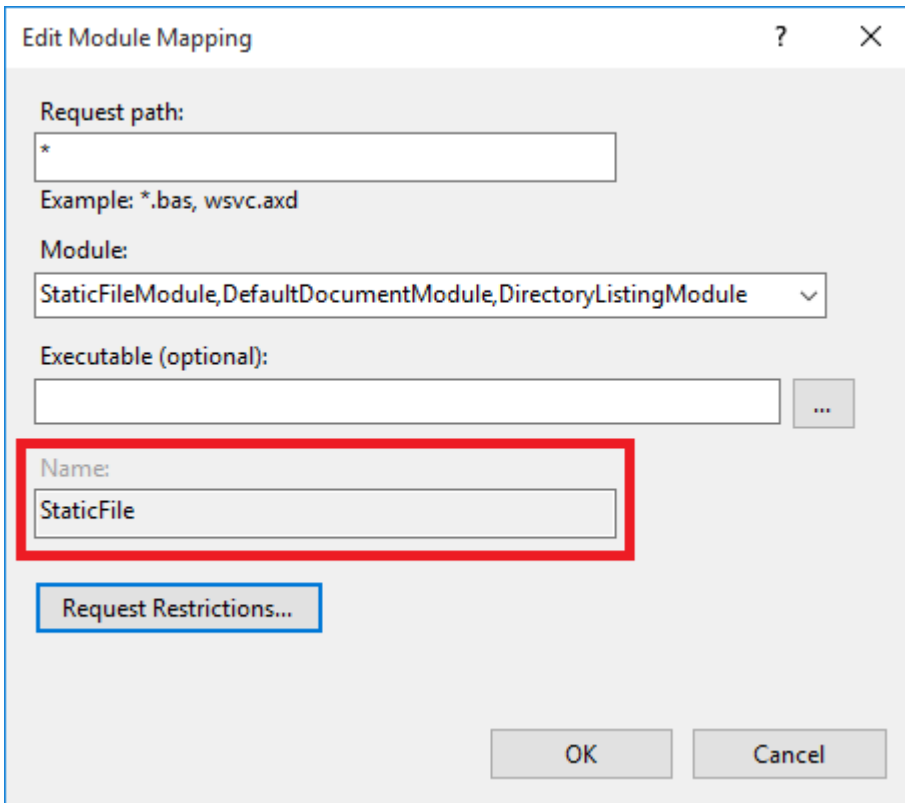 Edit Module Mapping
?
Request path:
*
Example: *.bas, wsvc.axd
Module:
StaticFileModule,DefaultDocumentModule,DirectoryListingModule
Executable (optional):
...
Name:
StaticFile
Request Restrictions...
OK
Cancel